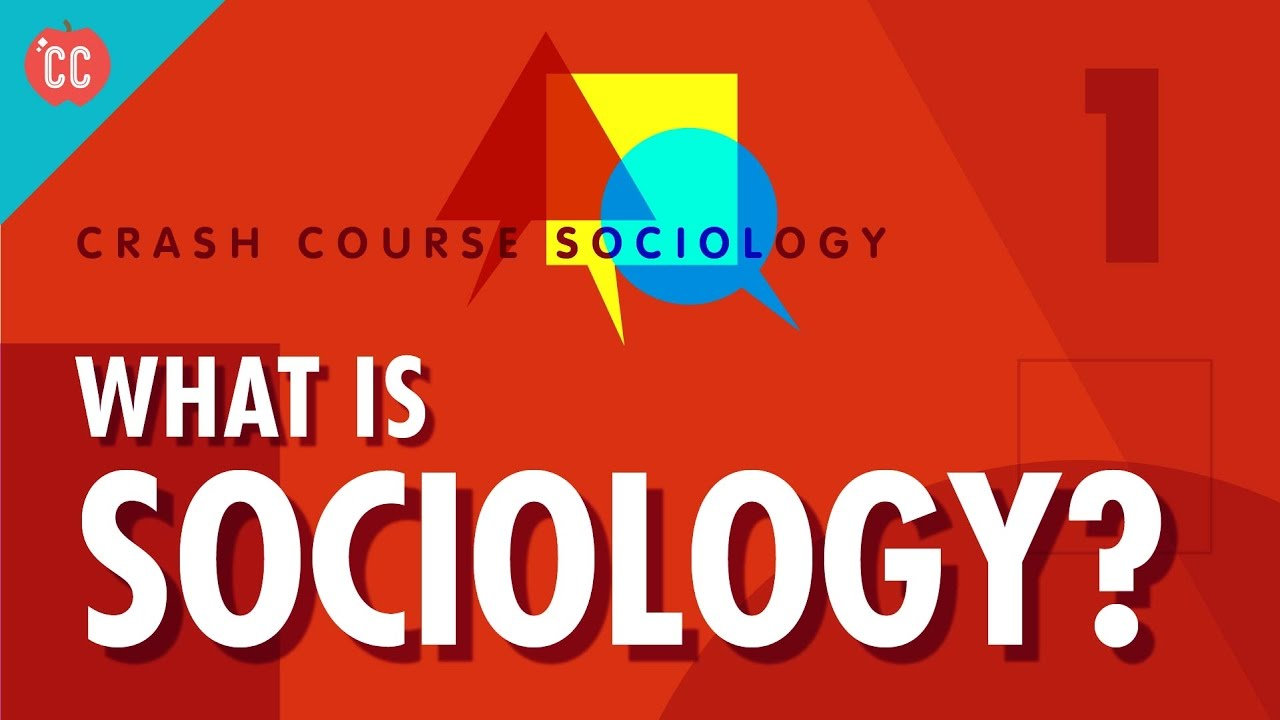 CC
CRASH COURSE SOCIOLOGY
1
WHAT IS
SOCIOLOGY?